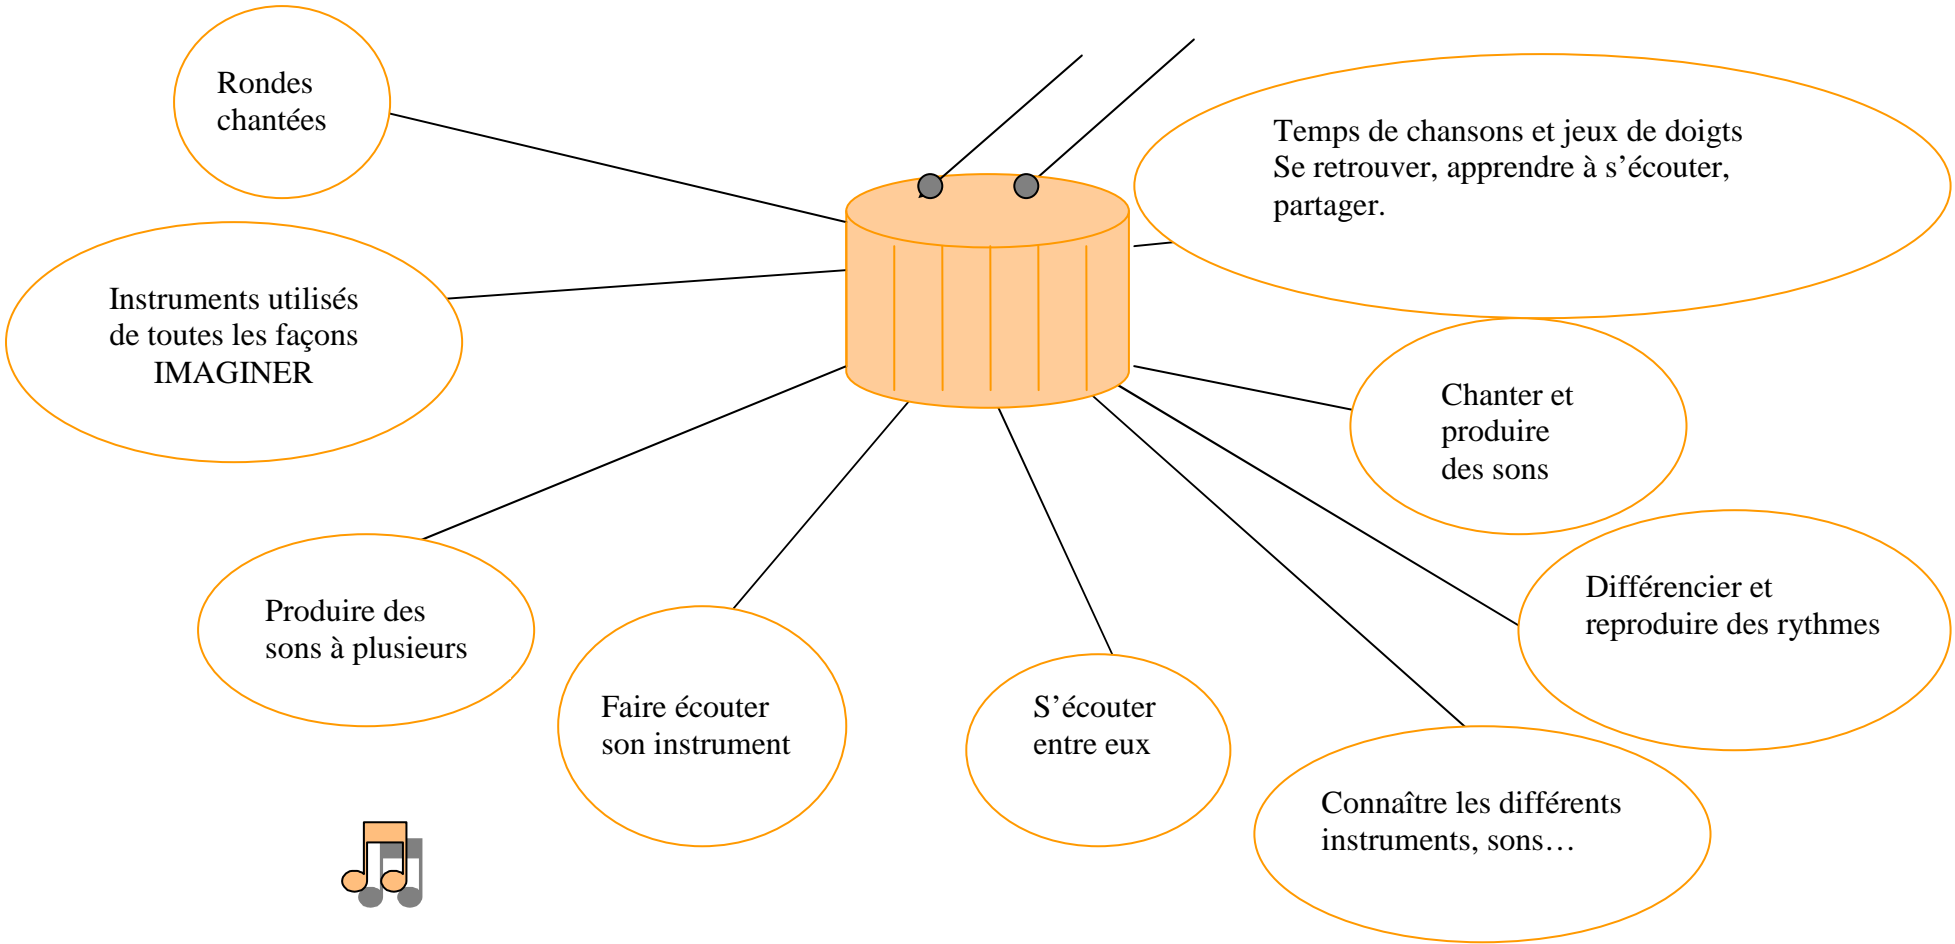 Rondes
chantées
Temps de chansons et jeux de doigts
Se retrouver, apprendre à s’écouter,
partager.
Instruments utilisés
de toutes les façons
IMAGINER
Chanter et
produire
des sons
Différencier et
reproduire des rythmes
Produire des
sons à plusieurs
Faire écouter
son instrument
S’écouter
entre eux
Connaître les différents
instruments, sons…